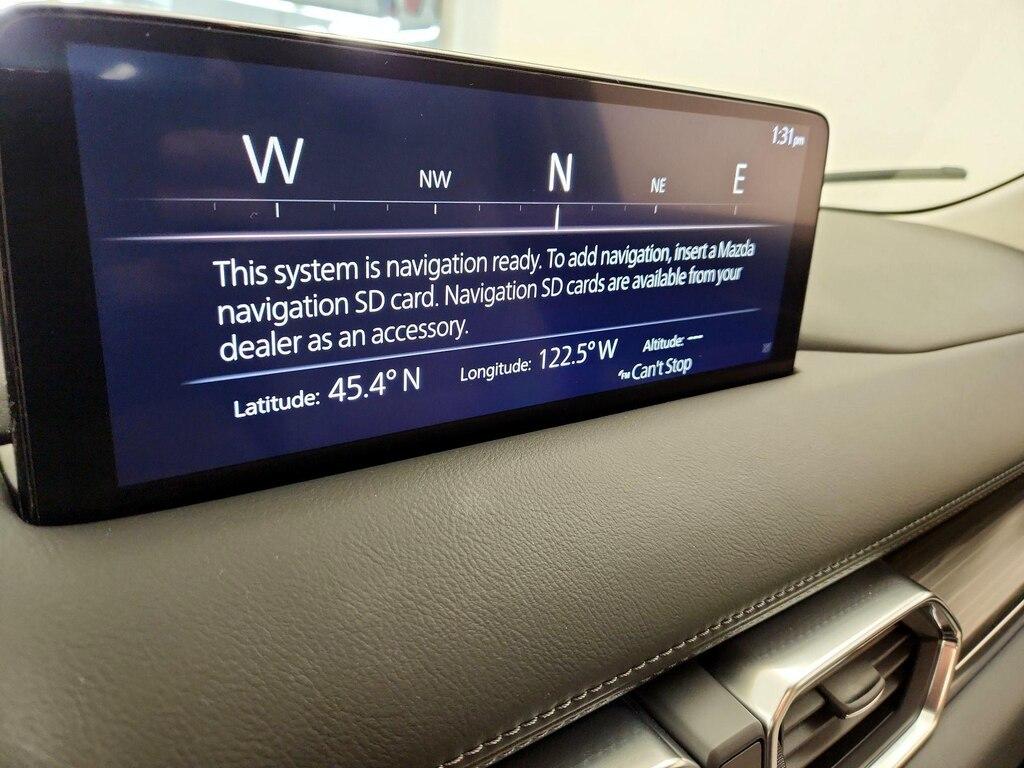 1:31 pm
W NW N NE E
This system is navigation ready. To add navigation, insert a Mazda
navigation SD card. Navigation SD cards are available from your
dealer as an accessory.
Latitude: 45.4° N Longitude: 122.5° W Altitude: ---
FM Can't Stop